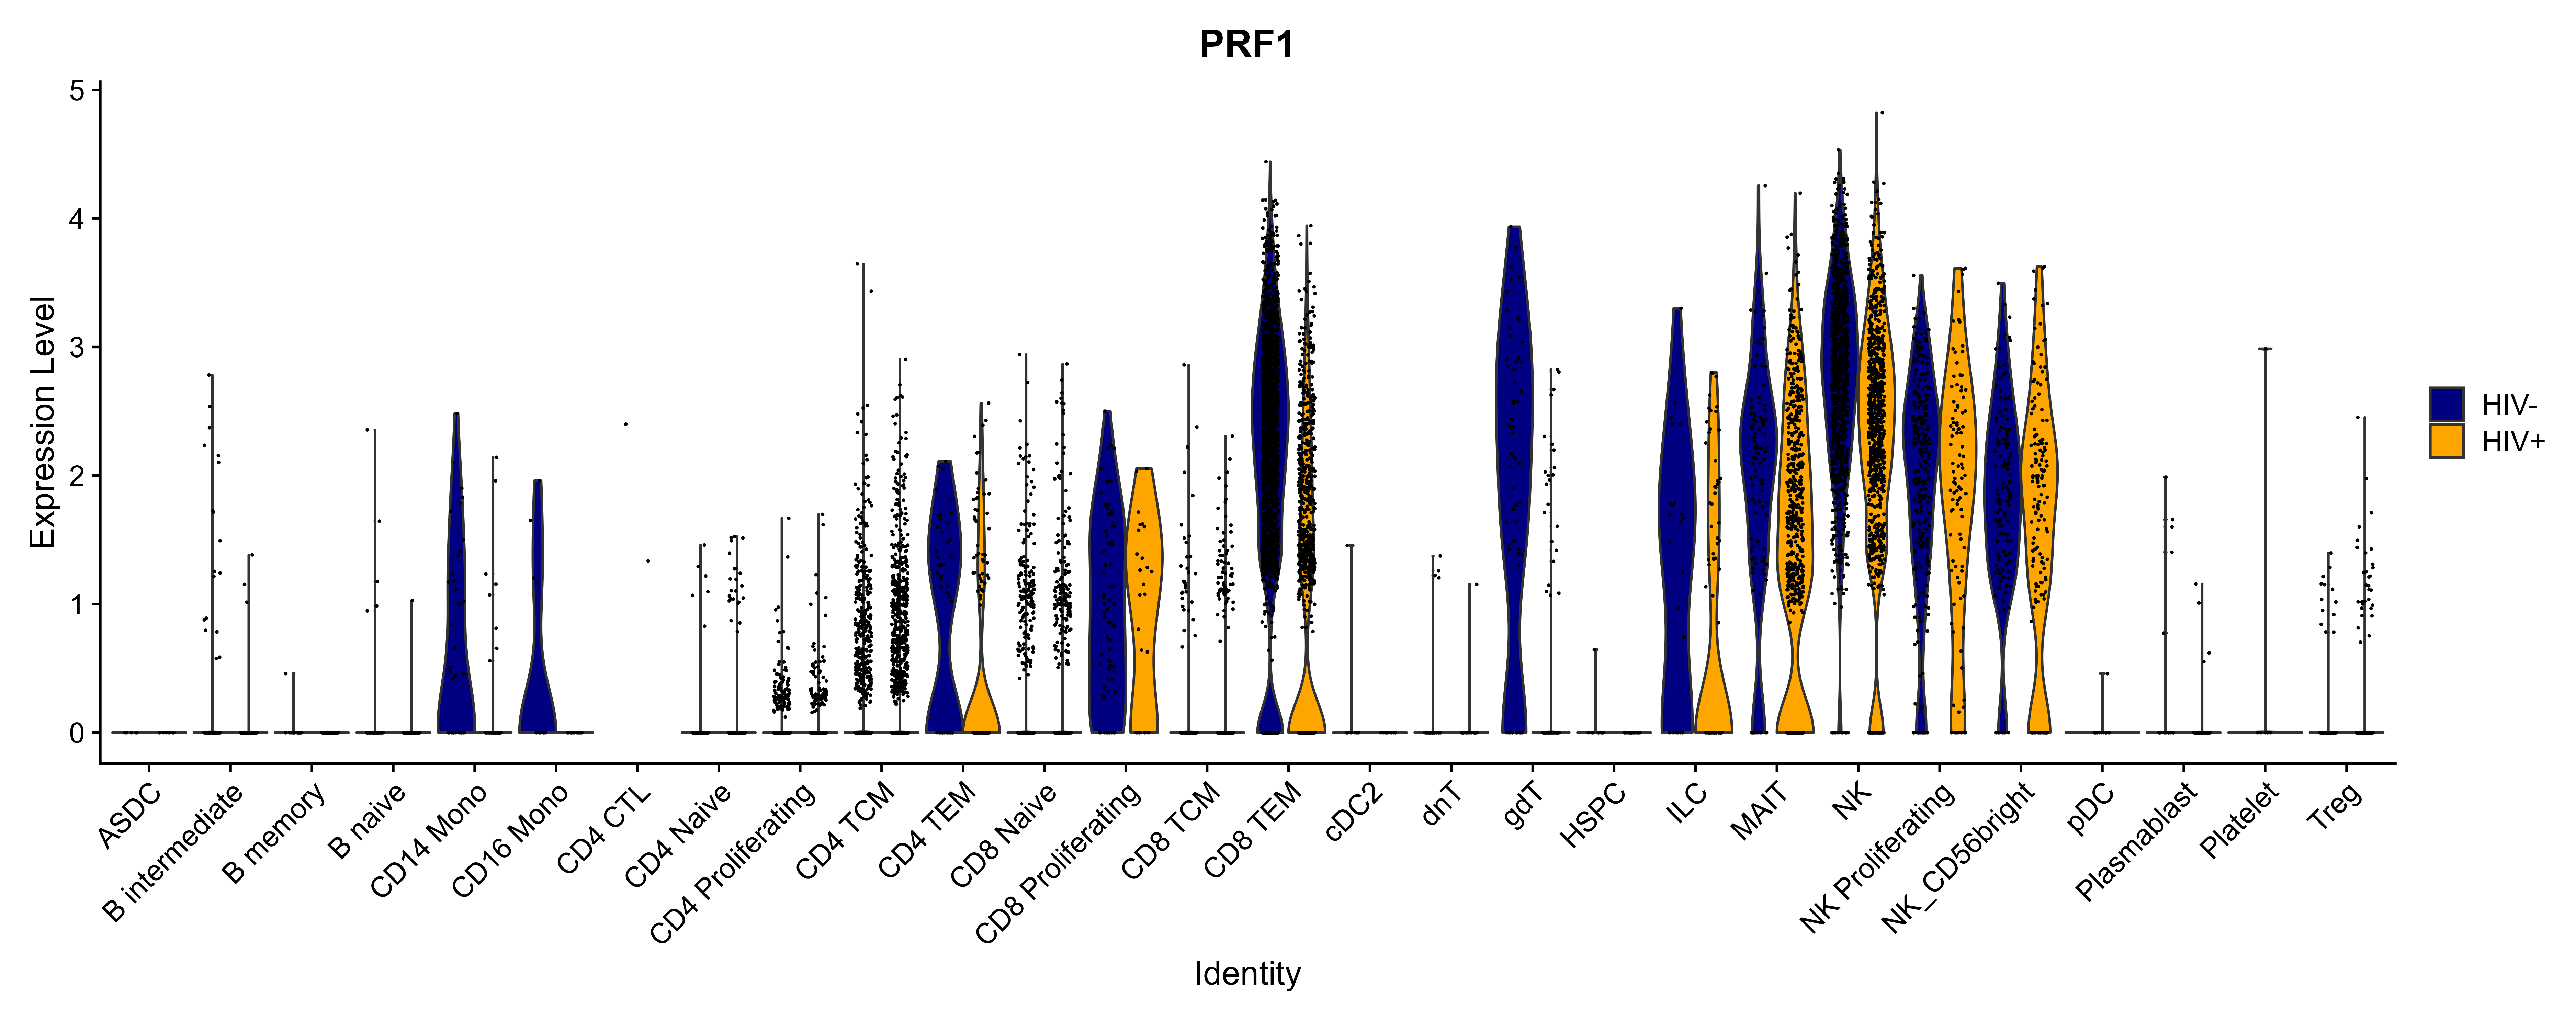 PRF1
Expression Level
5
4
3
2
1
0
HIV-
HIV+
ASDC
B intermediate
B memory
B naive
CD14 Mono
CD16 Mono
CD4 CTL
CD4 Naive
CD4 Proliferating
CD4 TCM
CD4 TEM
CD8 Naive
CD8 Proliferating
CD8 TCM
CD8 TEM
cDC2
dnT
gdT
HSPC
ILC
MAIT
NK
NK Proliferating
NK_CD56bright
pDC
Plasmablast
Platelet
Treg
Identity